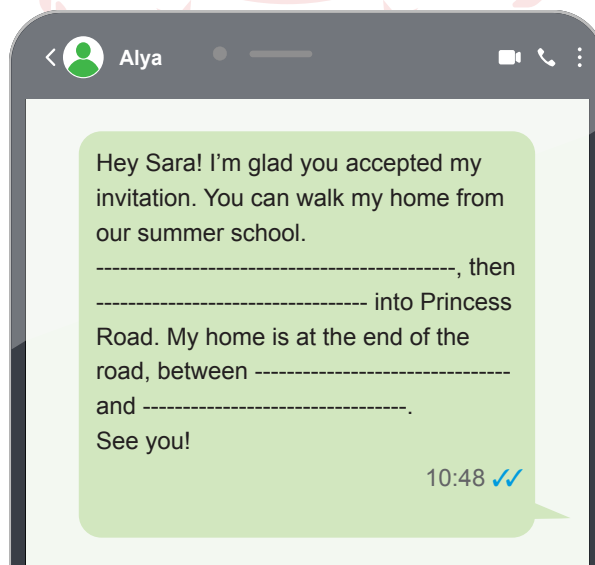 Alya
Hey Sara! I'm glad you accepted my
invitation. You can walk my home from
our summer school.
---------------------------------------------, then
---------------------------------- into Princess
Road. My home is at the end of the
road, between --------------------------------
and ---------------------------------.
See you!
10:48